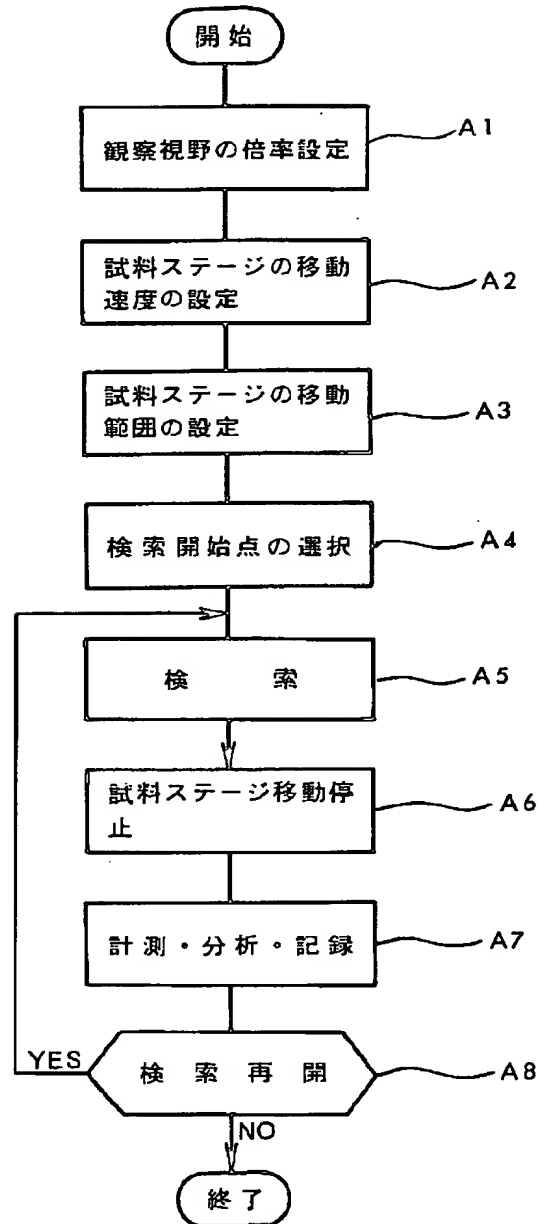 開始
観察視野の倍率設定
A1
試料ステージの移動
速度の設定
A2
試料ステージの移動
範囲の設定
A3
検索開始点の選択
A4
検索
A5
試料ステージ移動停
止
A6
計測・分析・記録
A7
検索再開
A8
YES
NO
終了